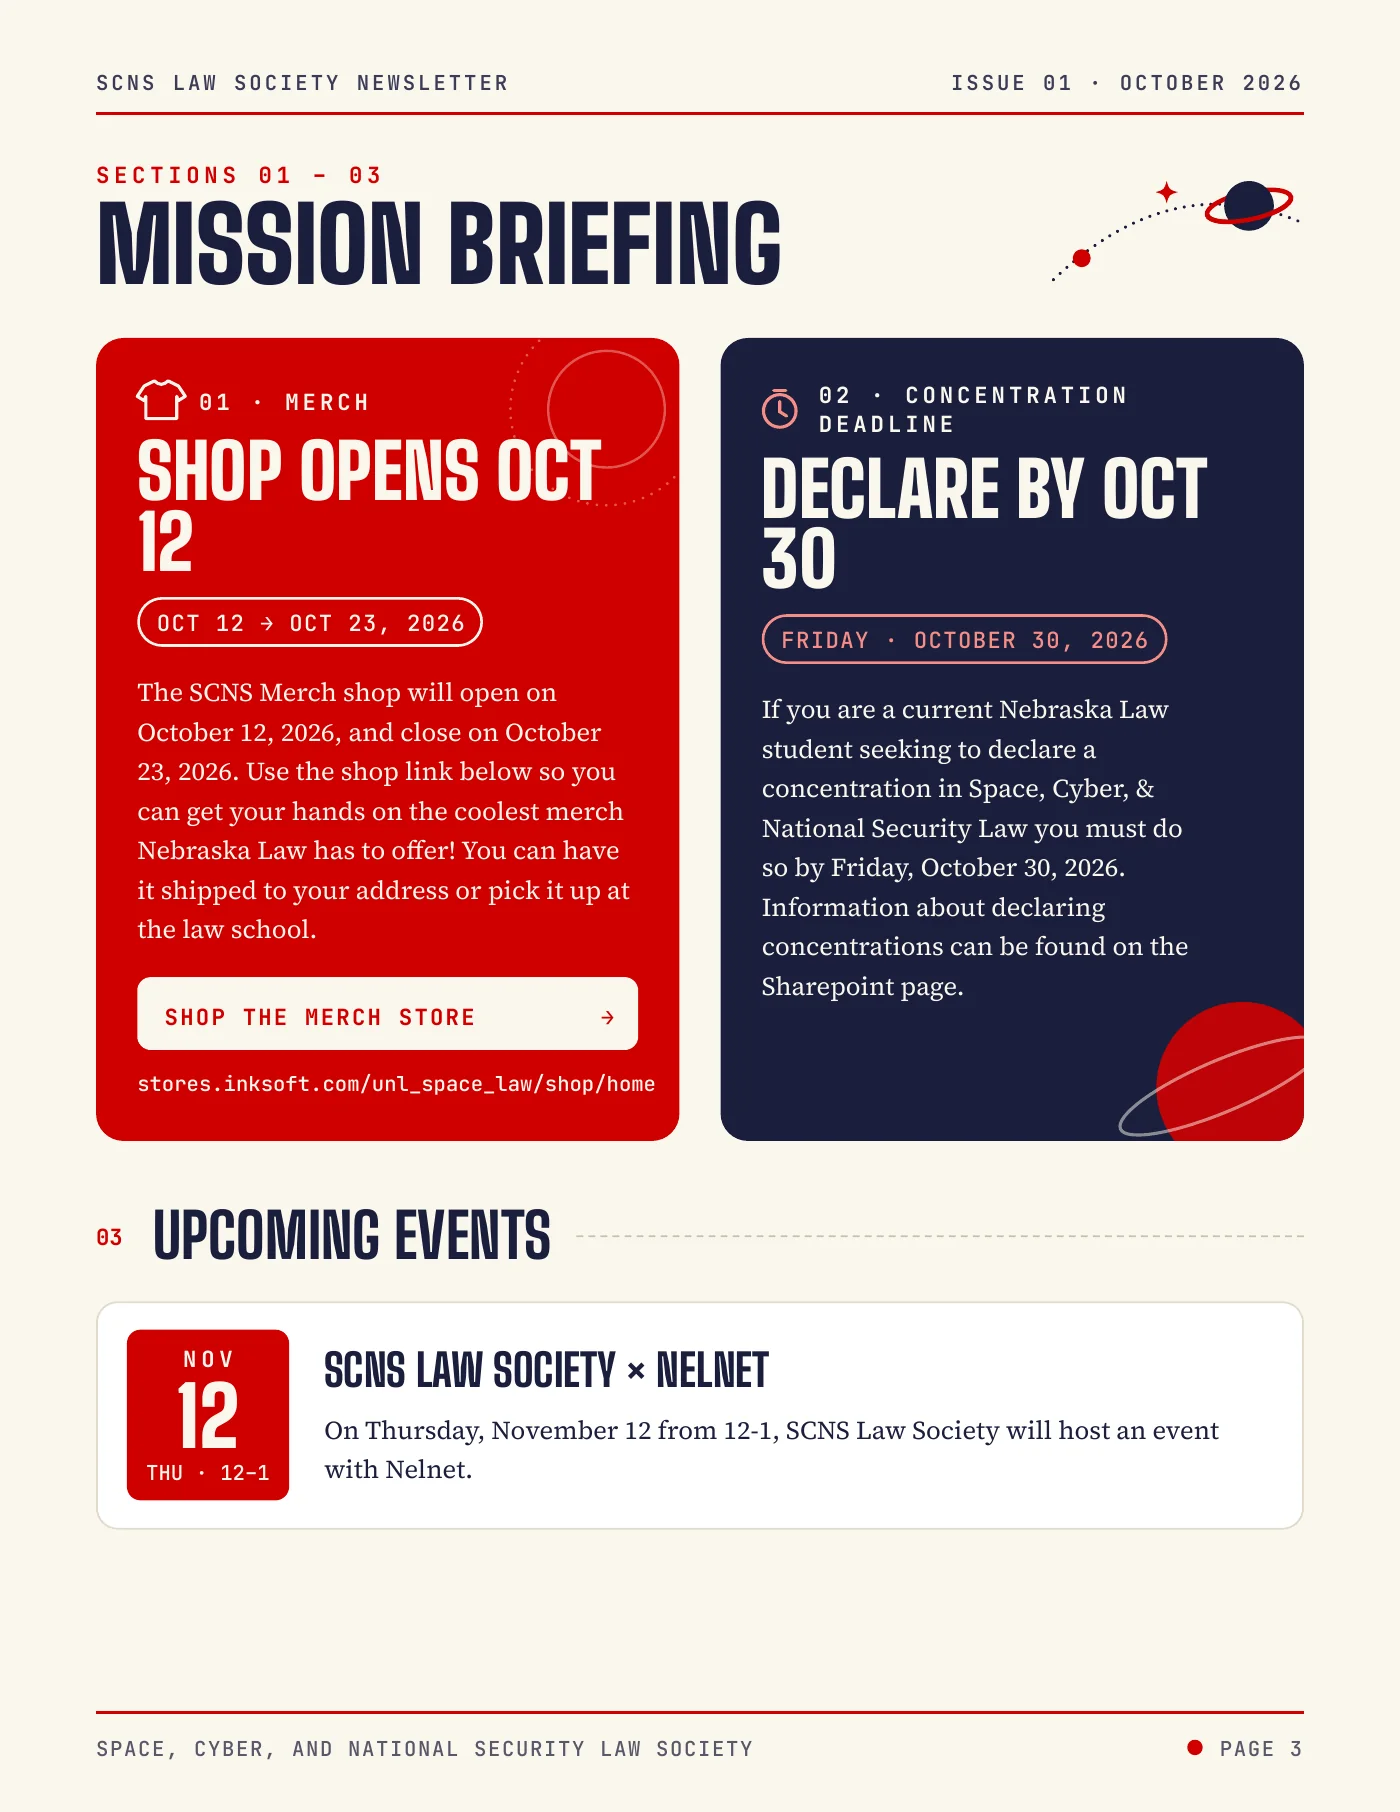 SCNS LAW SOCIETY NEWSLETTER
ISSUE 01 · OCTOBER 2026
SECTIONS 01 – 03
MISSION BRIEFING
01 · MERCH
SHOP OPENS OCT
12
OCT 12 → OCT 23, 2026
The SCNS Merch shop will open on
October 12, 2026, and close on October
23, 2026. Use the shop link below so you
can get your hands on the coolest merch
Nebraska Law has to offer! You can have
it shipped to your address or pick it up at
the law school.
SHOP THE MERCH STORE →
stores.inksoft.com/unl_space_law/shop/home
02 · CONCENTRATION
DEADLINE
DECLARE BY OCT
30
FRIDAY · OCTOBER 30, 2026
If you are a current Nebraska Law
student seeking to declare a
concentration in Space, Cyber, &
National Security Law you must do
so by Friday, October 30, 2026.
Information about declaring
concentrations can be found on the
Sharepoint page.
03 UPCOMING EVENTS
NOV
12
THU · 12–1
SCNS LAW SOCIETY × NELNET
On Thursday, November 12 from 12-1, SCNS Law Society will host an event
with Nelnet.
SPACE, CYBER, AND NATIONAL SECURITY LAW SOCIETY
PAGE 3